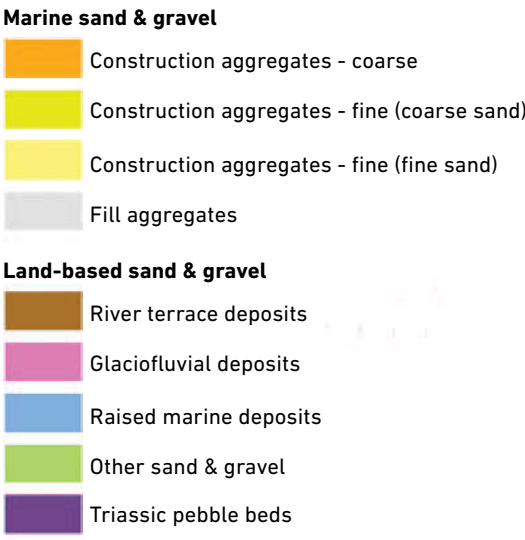 Marine sand & gravel
Construction aggregates - coarse
Construction aggregates - fine (coarse sand)
Construction aggregates - fine (fine sand)
Fill aggregates
Land-based sand & gravel
River terrace deposits
Glaciofluvial deposits
Raised marine deposits
Other sand & gravel
Triassic pebble beds